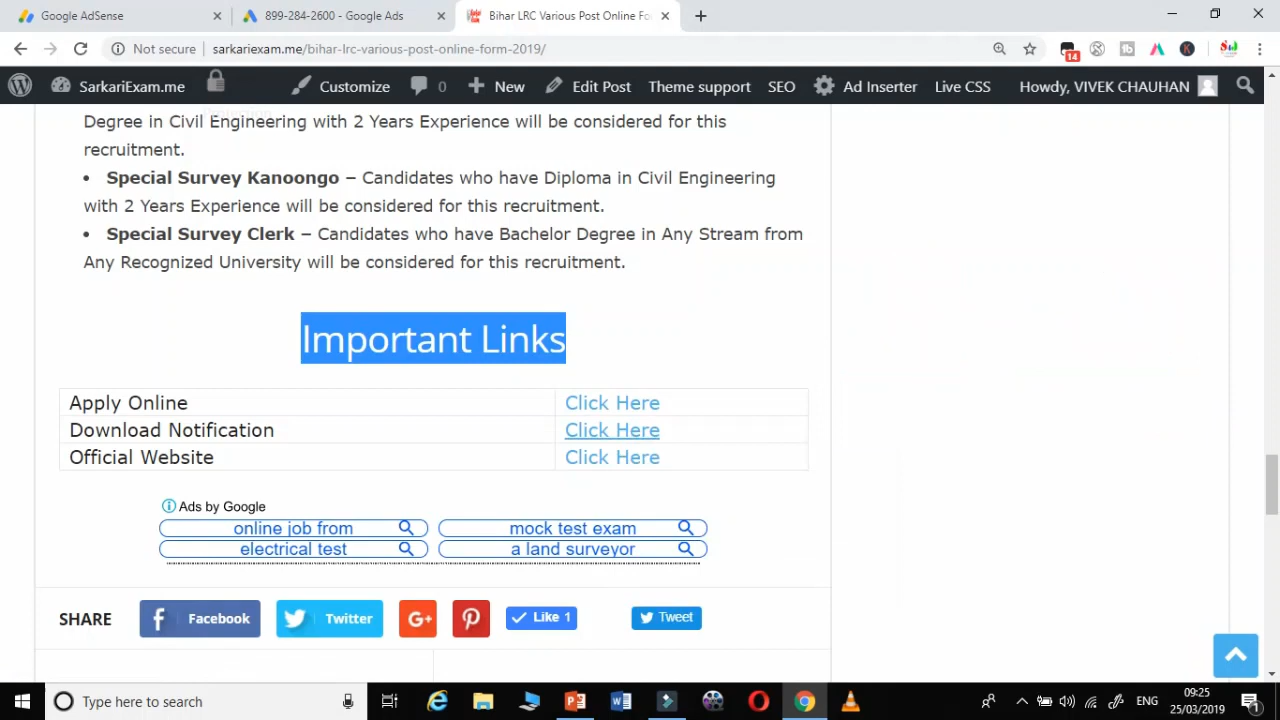 Google AdSense
899-284-2600 - Google Ads
Bihar LRC Various Post Online Fo
Not secure
sarkariexam.me/bihar-lrc-various-post-online-form-2019/
14
SarkariExam.me
Customize
0
New
Edit Post
Theme support
SEO
Ad Inserter
Live CSS
Howdy, VIVEK CHAUHAN
Degree in Civil Engineering with 2 Years Experience will be considered for this
recruitment.
• Special Survey Kanoongo – Candidates who have Diploma in Civil Engineering
with 2 Years Experience will be considered for this recruitment.
• Special Survey Clerk – Candidates who have Bachelor Degree in Any Stream from
Any Recognized University will be considered for this recruitment.
Important Links
Apply Online Click Here
Download Notification Click Here
Official Website Click Here
Ads by Google
online job from mock test exam
electrical test a land surveyor
SHARE Facebook Twitter G+ Like 1 Tweet
Type here to search
ENG
09:25
25/03/2019
1